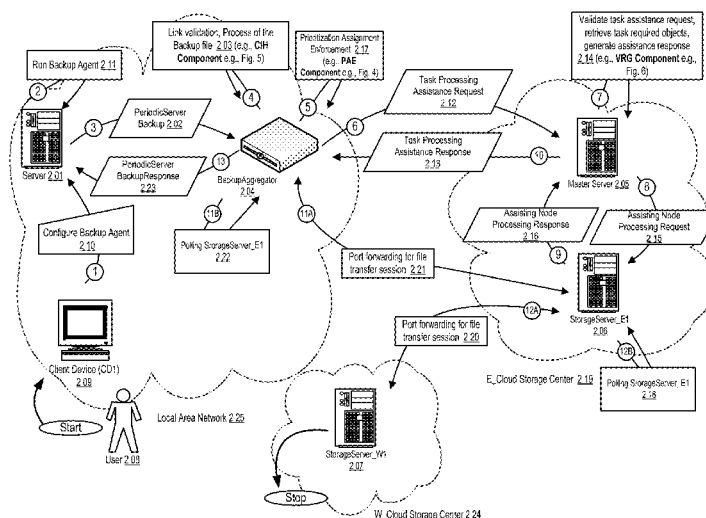 Link validation, Process of the
Backup file 2.03 (e.g., CIH
Component e.g., Fig. 5)
Prioritization Assignment
Enforcement 2.17
(e.g., PAE
Component e.g., Fig. 4)
Validate task assistance request,
retrieve task required objects,
generate assistance response
2.14 (e.g., VRG Component e.g.,
Fig. 6)
Run Backup Agent 2.11
2
4
5
7
Task Processing
Assistance Request
2.12
3
PeriodicServer
Backup 2.02
6
Server 2.01
PeriodicServer
BackupResponse
2.23
13
BackupAggregator
2.04
Task Processing
Assistance Response
2.13
10
Master Server 2.05
8
Configure Backup Agent
2.10
1
11B
11A
Polling StorageServer_E1
2.22
Assisting Node
Processing Response
2.16
9
Assisting Node
Processing Request
2.15
Port forwarding for file
transfer session 2.21
StorageServer_E1
2.06
12A
12B
Port forwarding for file
transfer session
2.20
Client Device (CD1)
2.09
E_Cloud Storage Center 2.19
Polling StorageServer_E1
2.18
Start
User 2.08
Local Area Network 2.25
StorageServer_W1
2.07
Stop
W_Cloud Storage Center 2.24